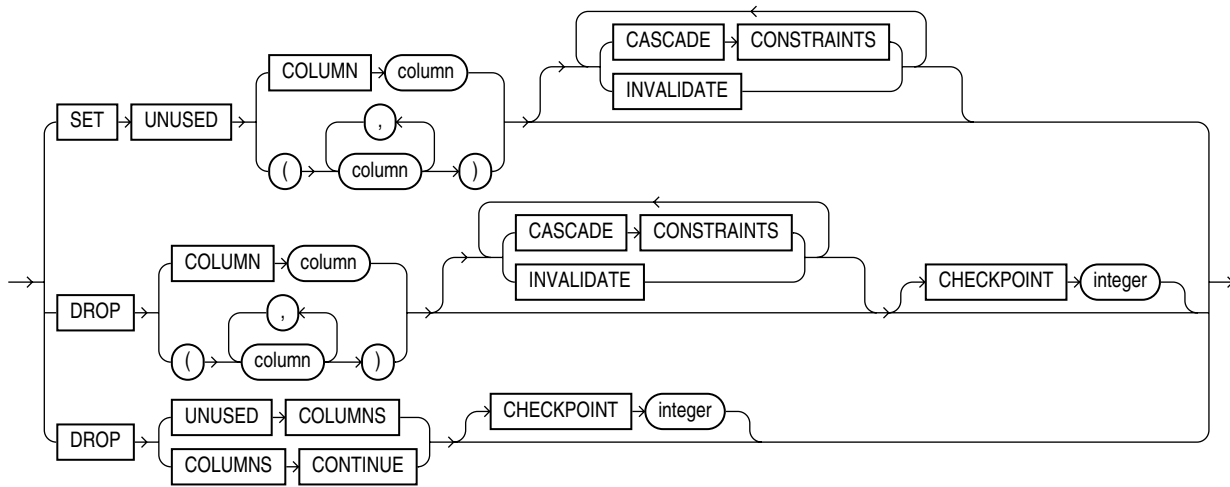 CASCADE CONSTRAINTS
INVALIDATE
SET UNUSED COLUMN column
,
( column )
CASCADE CONSTRAINTS
INVALIDATE
DROP COLUMN column
,
( column )
CHECKPOINT integer
DROP UNUSED COLUMNS
COLUMNS CONTINUE
CHECKPOINT integer